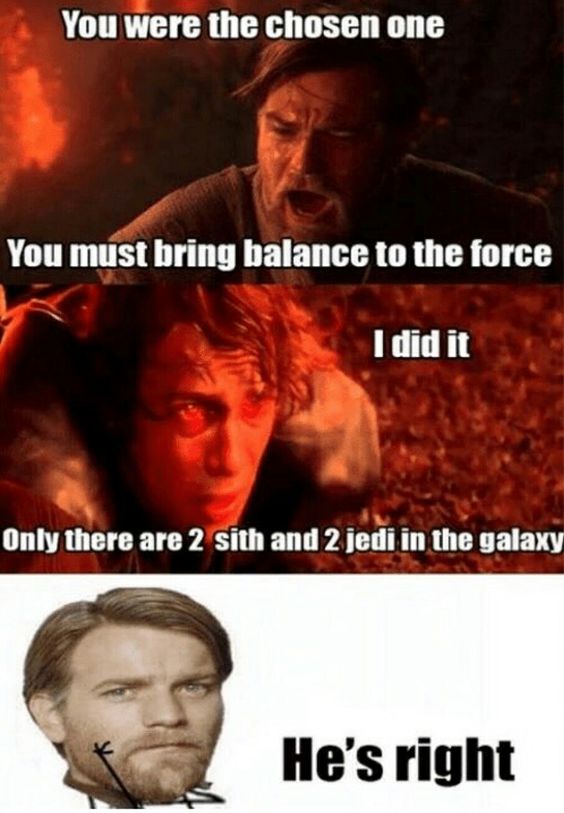 You were the chosen one
You must bring balance to the force
I did it
Only there are 2 sith and 2 jedi in the galaxy
He's right